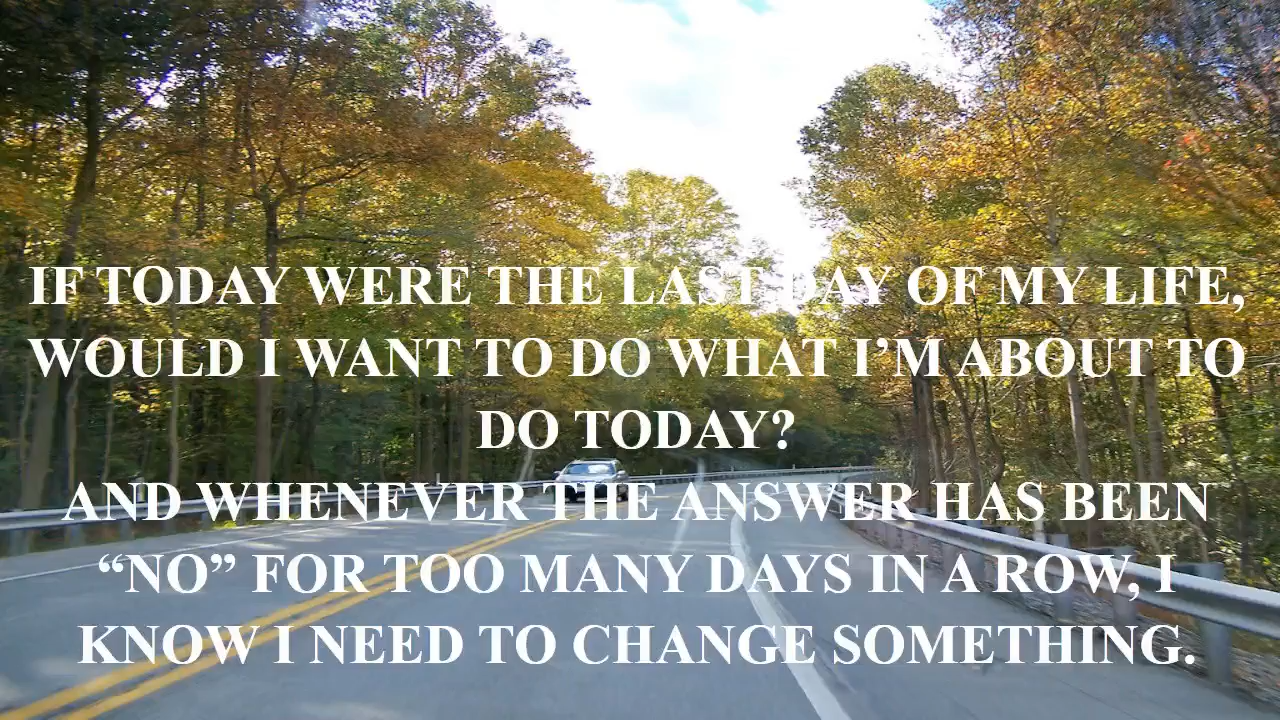 IF TODAY WERE THE LAST DAY OF MY LIFE,
WOULD I WANT TO DO WHAT I’M ABOUT TO
DO TODAY?
AND WHENEVER THE ANSWER HAS BEEN
“NO” FOR TOO MANY DAYS IN A ROW, I
KNOW I NEED TO CHANGE SOMETHING.